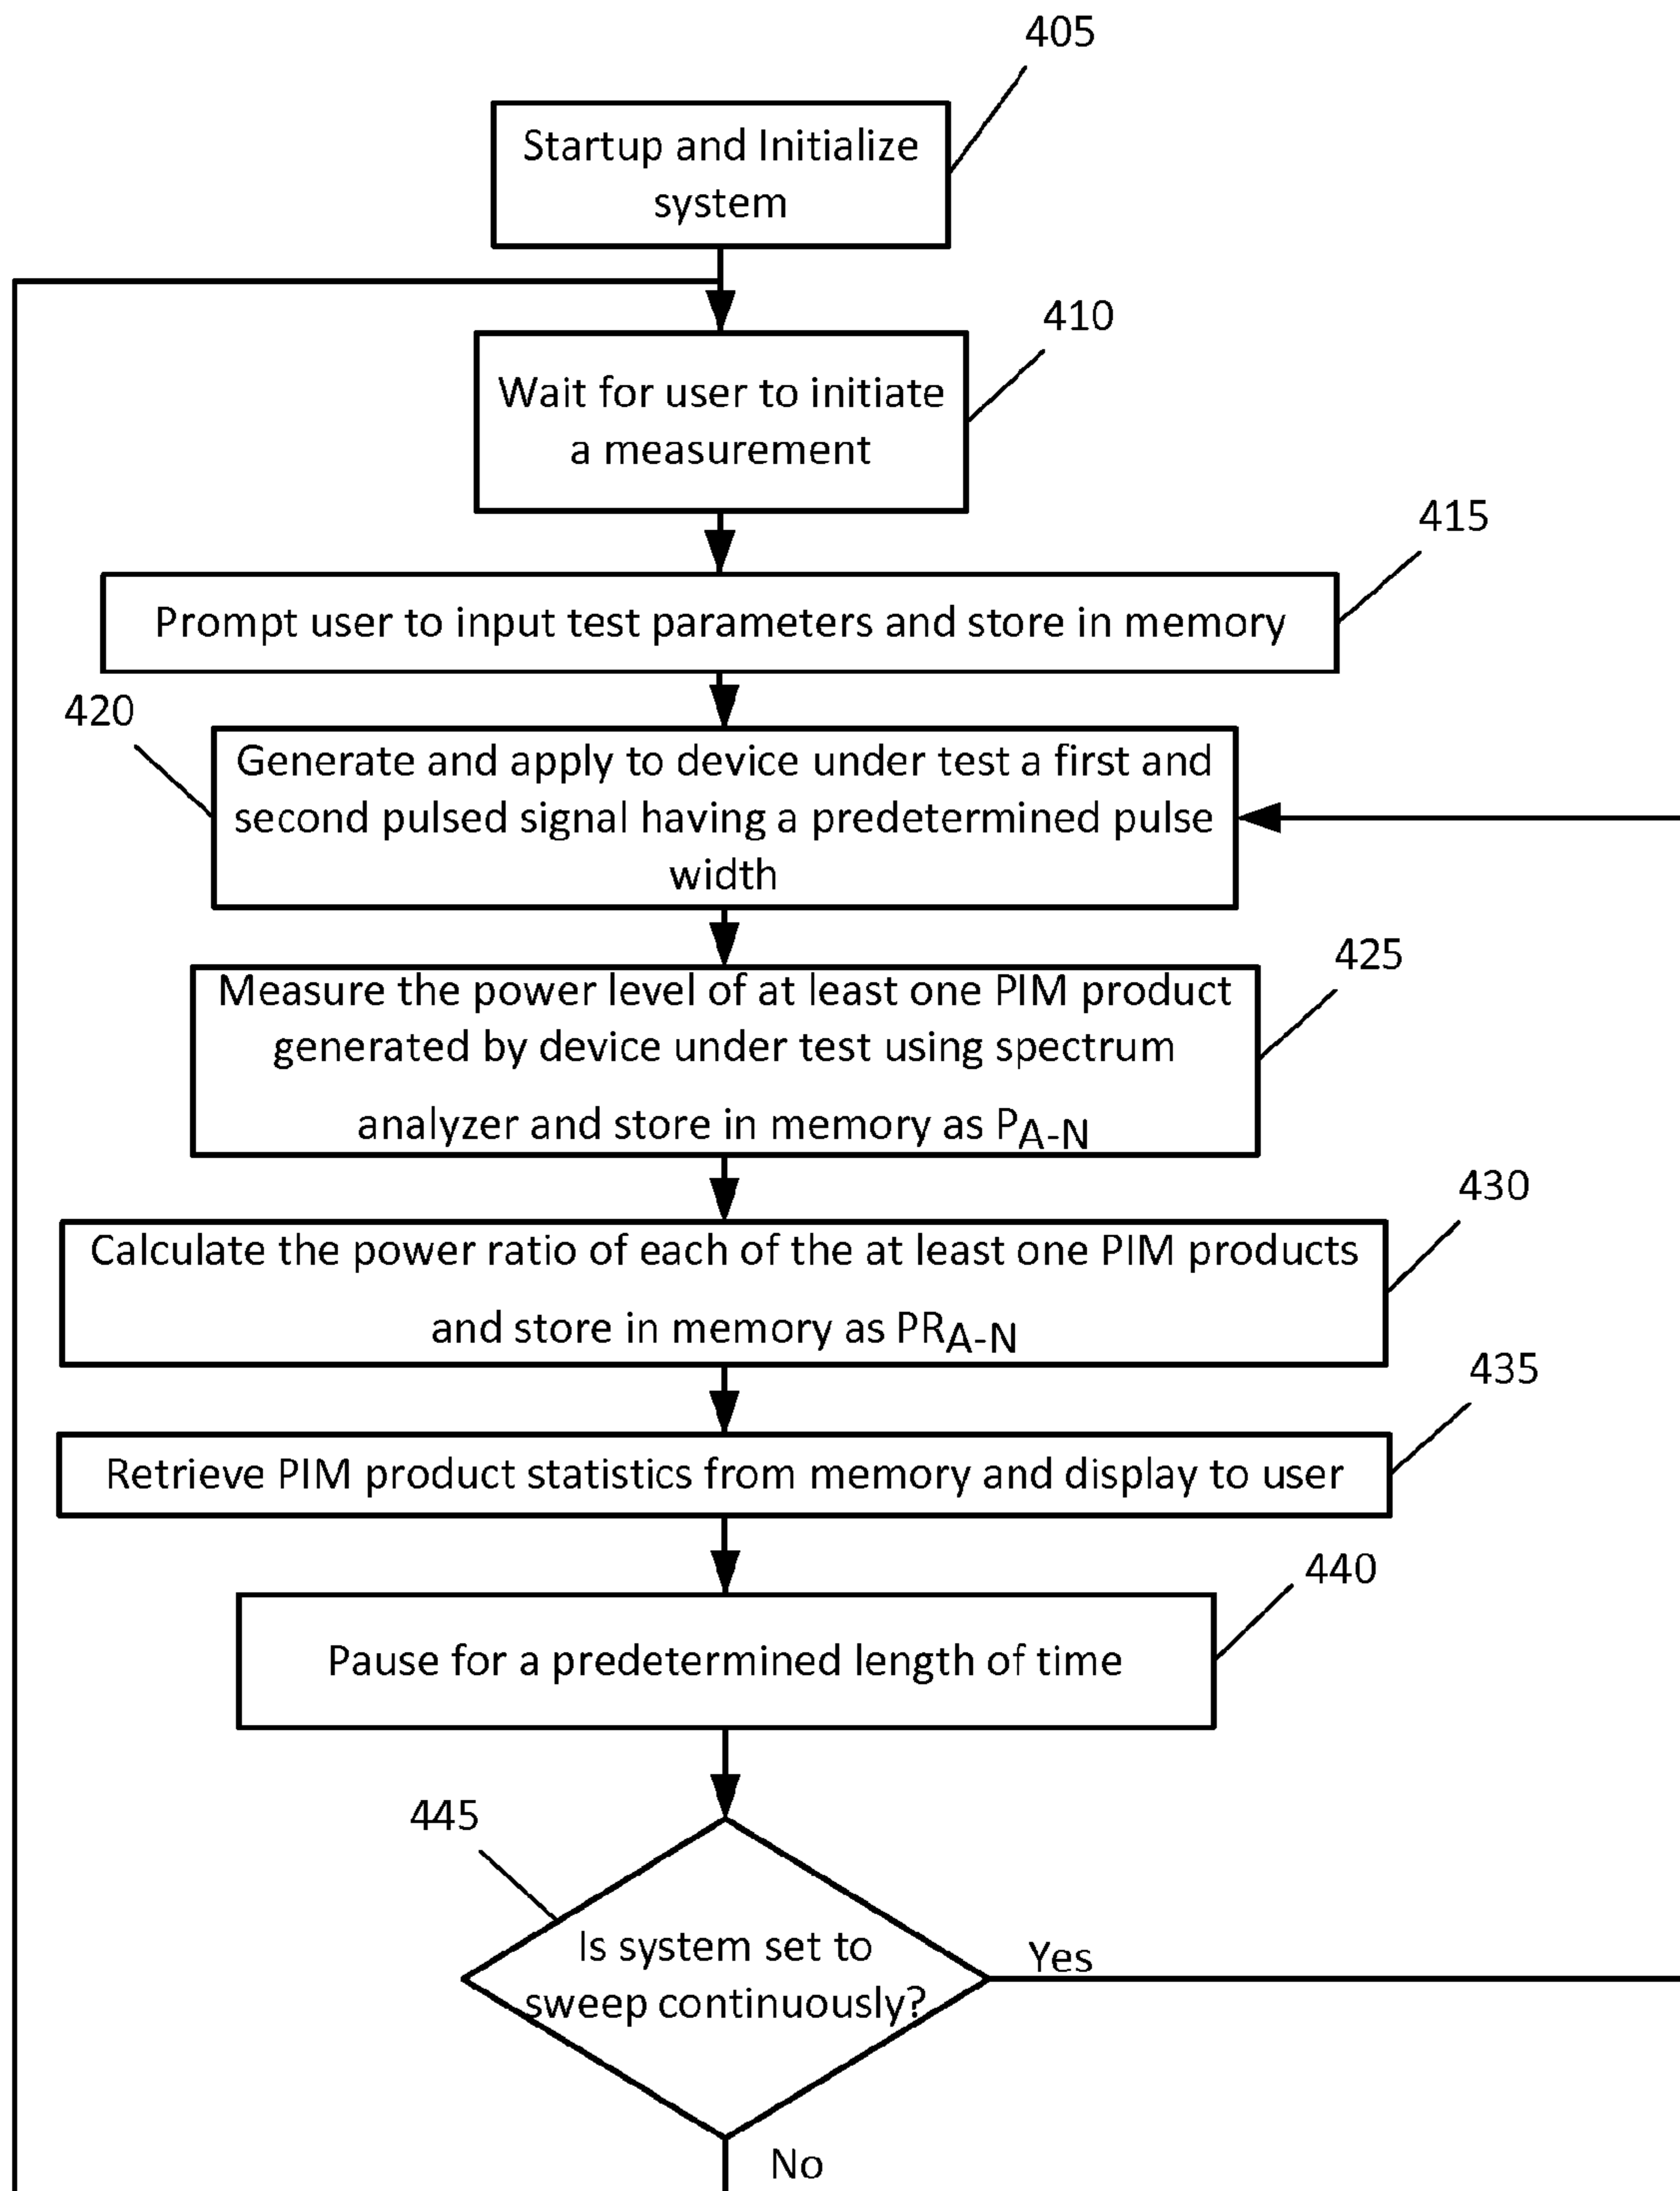 405
Startup and Initialize
system
410
Wait for user to initiate
a measurement
415
Prompt user to input test parameters and store in memory
420
Generate and apply to device under test a first and
second pulsed signal having a predetermined pulse
width
425
Measure the power level of at least one PIM product
generated by device under test using spectrum
analyzer and store in memory as PA-N
430
Calculate the power ratio of each of the at least one PIM products
and store in memory as PRA-N
435
Retrieve PIM product statistics from memory and display to user
440
Pause for a predetermined length of time
445
Is system set to
sweep continuously?
Yes
No